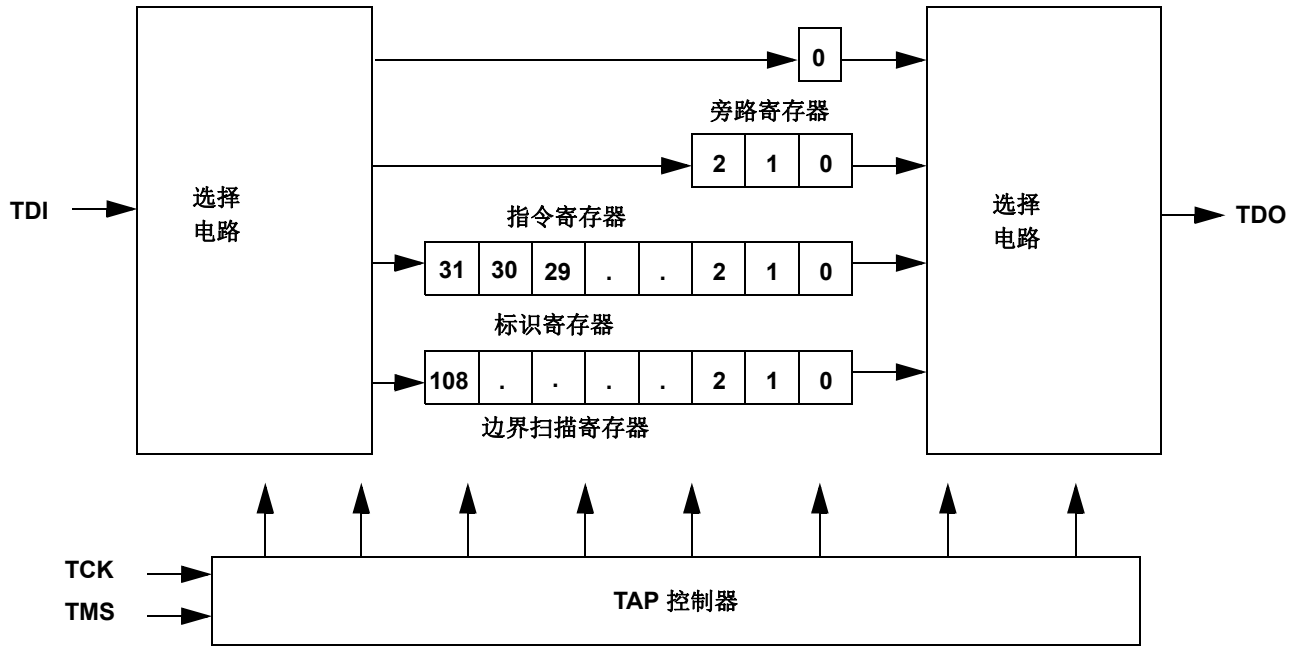 0
旁路寄存器
2 1 0
TDI
选择
电路
选择
电路
TDO
指令寄存器
31 30 29 . . 2 1 0
标识寄存器
108 . . . . 2 1 0
边界扫描寄存器
TCK
TMS
TAP 控制器